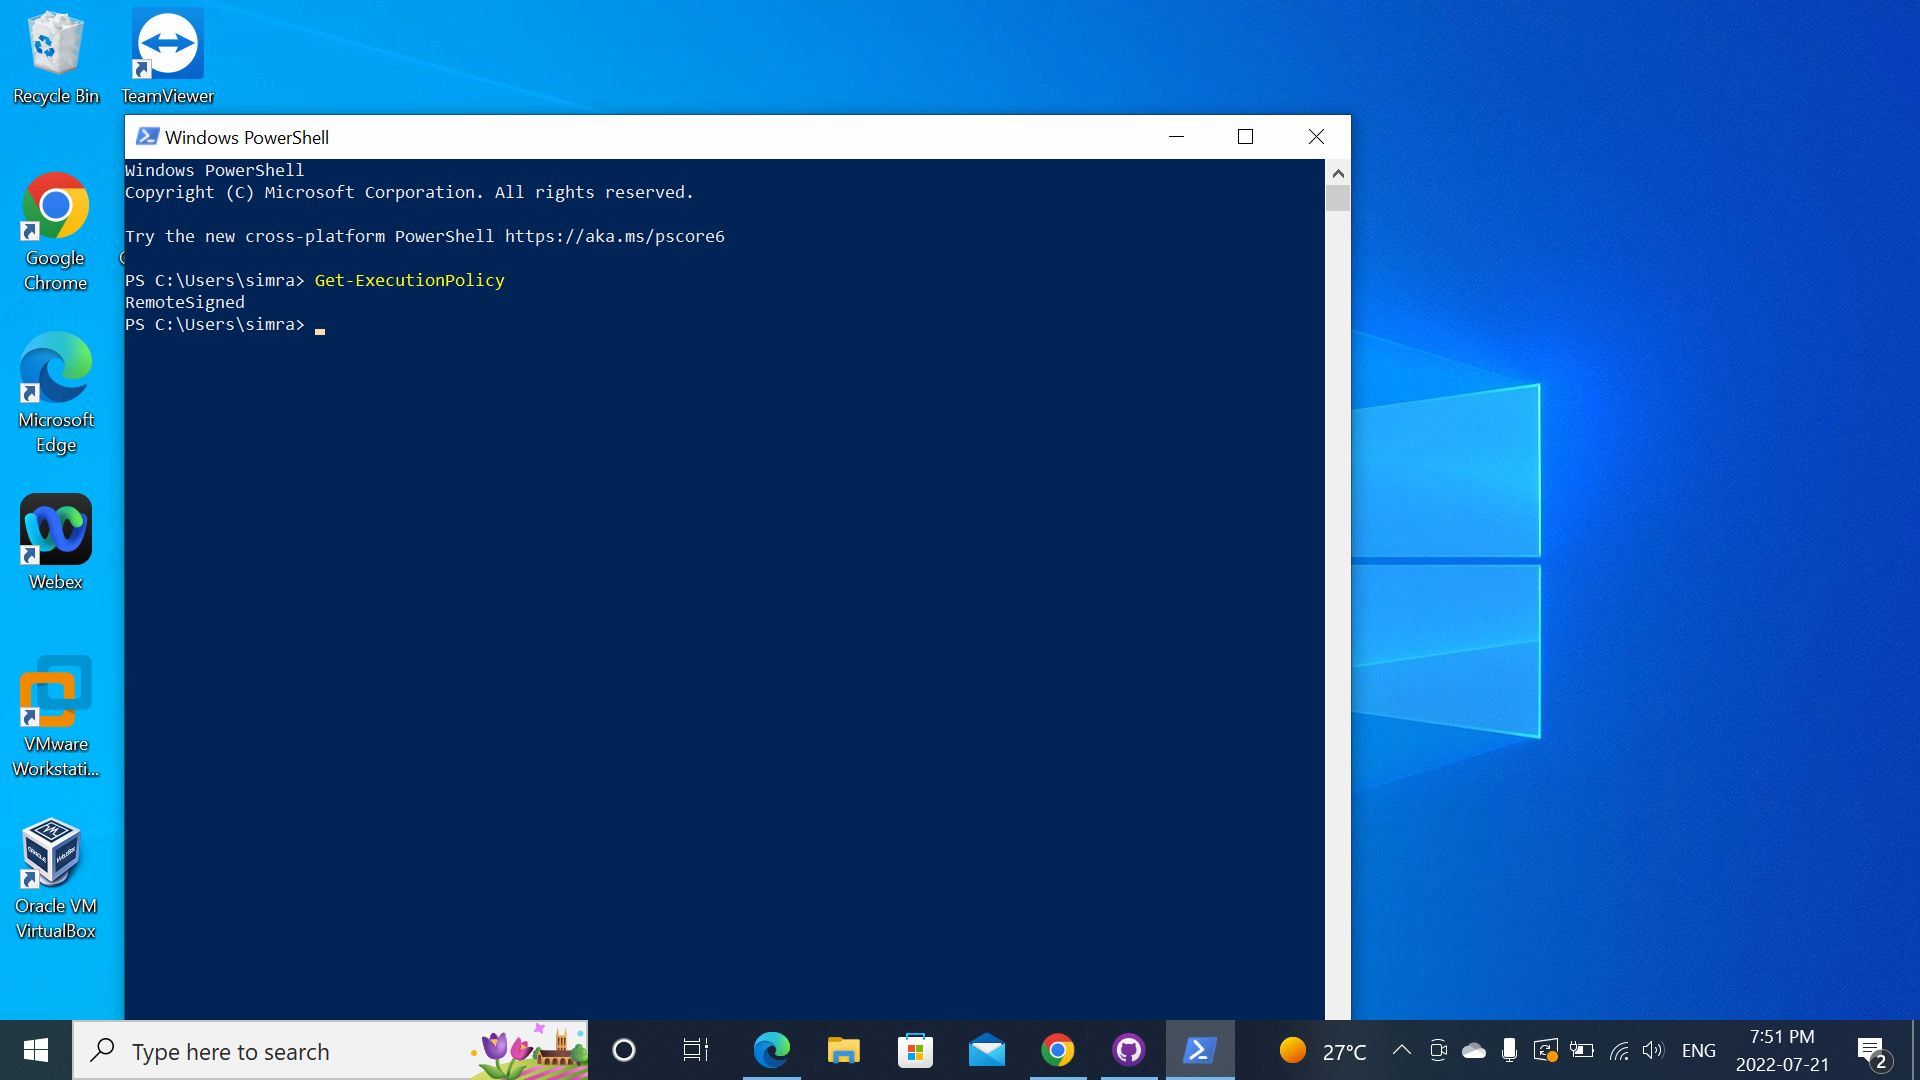 Recycle Bin
TeamViewer
Google
Chrome
Microsoft
Edge
Webex
VMware
Workstati...
Oracle VM
VirtualBox
Windows PowerShell
Windows PowerShell
Copyright (C) Microsoft Corporation. All rights reserved.
Try the new cross-platform PowerShell https://aka.ms/pscore6
PS C:\Users\simra> Get-ExecutionPolicy
RemoteSigned
PS C:\Users\simra>
Type here to search
27°C
ENG
7:51 PM
2022-07-21
2